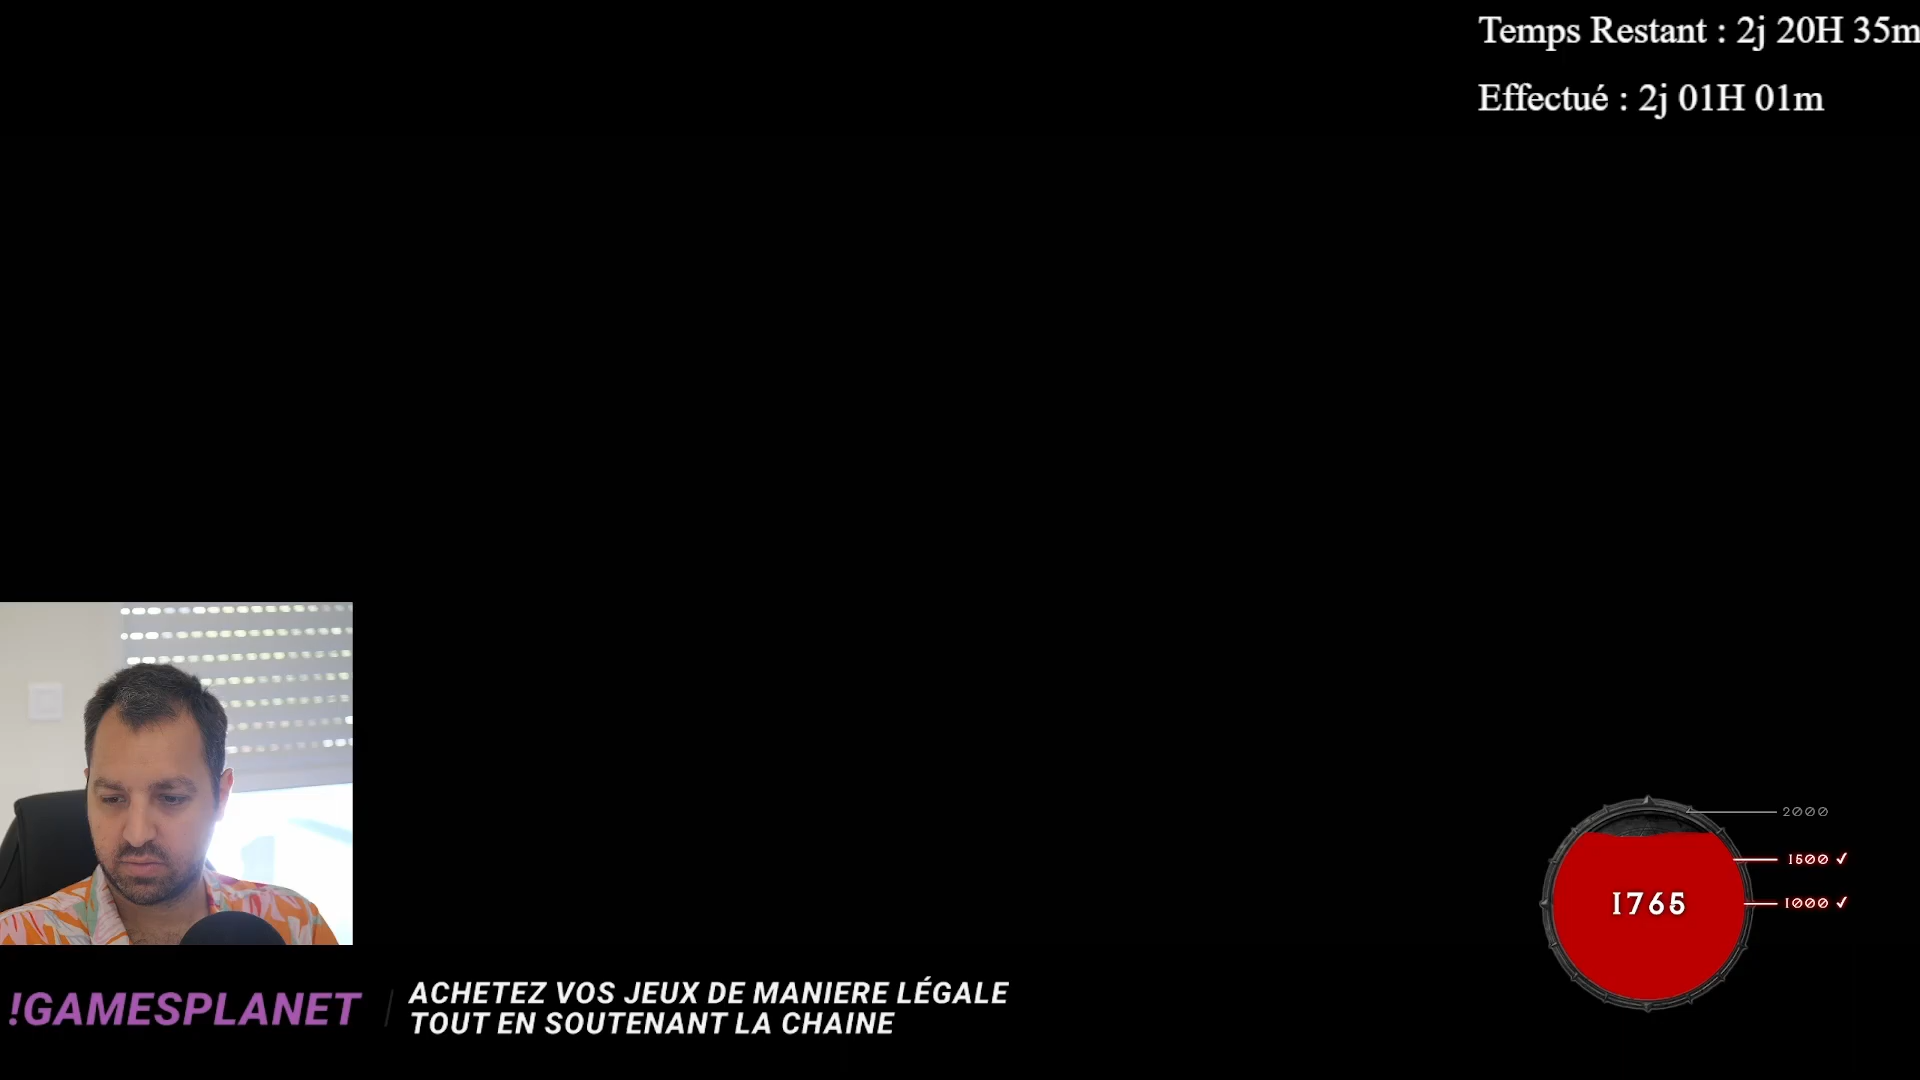 Temps Restant : 2j 20H 35m
Effectué : 2j 01H 01m
2000
1500 ✓
1765
1000 ✓
!GAMESPLANET
ACHETEZ VOS JEUX DE MANIERE LÉGALE
TOUT EN SOUTENANT LA CHAINE